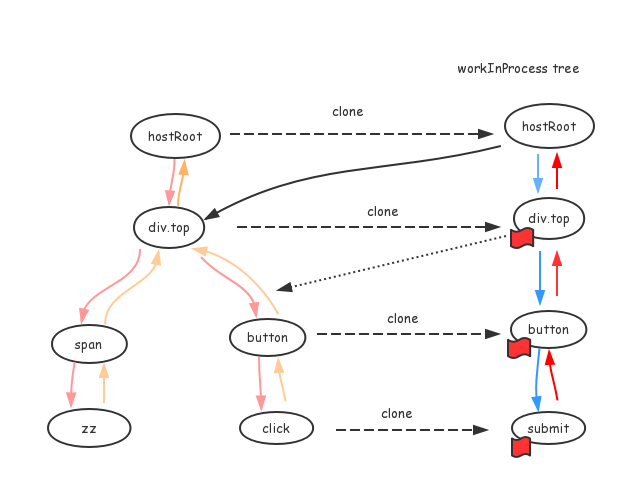 workInProcess tree
clone
hostRoot
hostRoot
clone
div.top
div.top
clone
button
span
button
clone
zz
click
submit